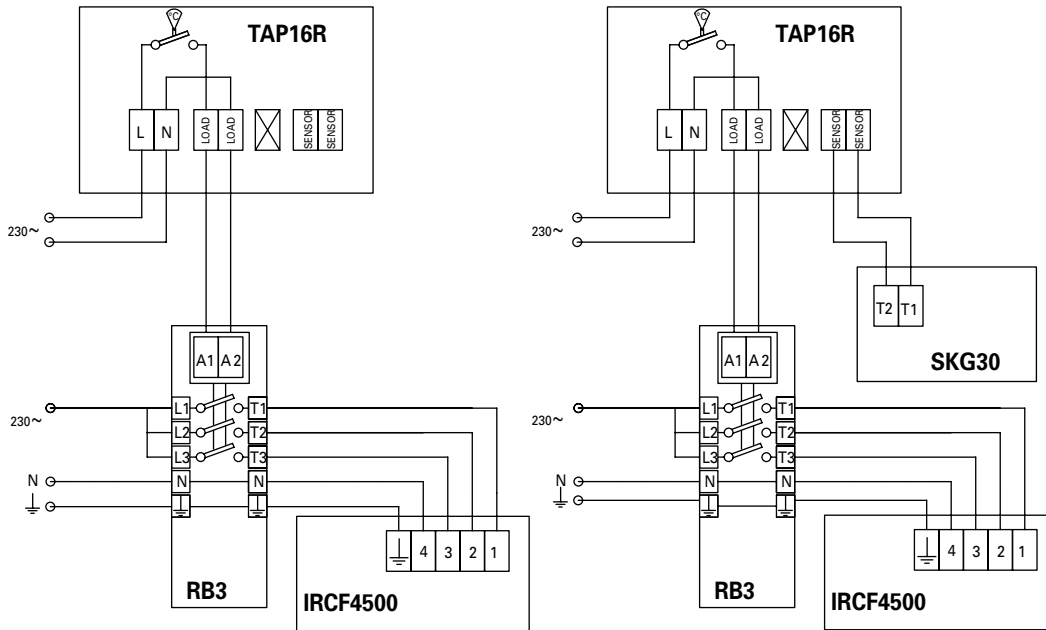 °C
TAP16R
L N LOAD LOAD SENSOR SENSOR
230~
A1 A2
230~
L1 T1
L2 T2
L3 T3
N N N
4 3 2 1
RB3
IRCF4500
°C
TAP16R
L N LOAD LOAD SENSOR SENSOR
230~
T2 T1
SKG30
A1 A2
230~
L1 T1
L2 T2
L3 T3
N N N
4 3 2 1
RB3
IRCF4500